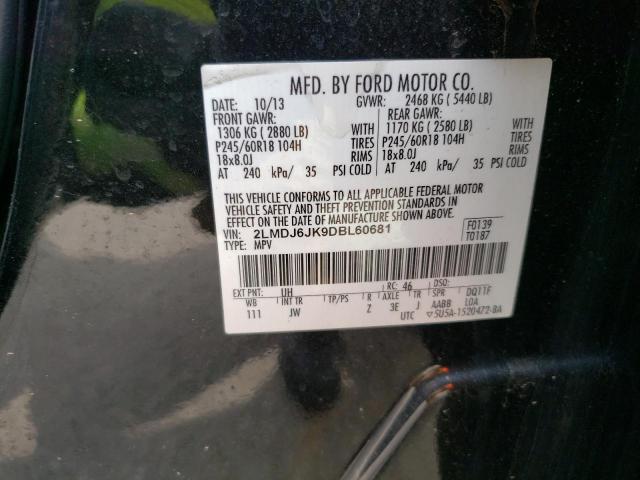 MFD. BY FORD MOTOR CO.
DATE: 10/13 GVWR: 2468 KG ( 5440 LB)
FRONT GAWR: REAR GAWR:
1306 KG ( 2880 LB) WITH 1170 KG ( 2580 LB) WITH
P245/60R18 104H TIRES P245/60R18 104H TIRES
18x8.0J RIMS 18x8.0J RIMS
AT 240 kPa/ 35 PSI COLD AT 240 kPa/ 35 PSI COLD
THIS VEHICLE CONFORMS TO ALL APPLICABLE FEDERAL MOTOR
VEHICLE SAFETY AND THEFT PREVENTION STANDARDS IN
EFFECT ON THE DATE OF MANUFACTURE SHOWN ABOVE.
VIN: 2LMDJ6JK9DBL60681 F0139
TYPE: MPV T0187
EXT PNT: UH RC: 46 DSO:
WB INT TR TP/PS R AXLE TR SPR DQ11F
111 JW Z 3E J AABB LOA
UTC ▽5U5A-1520472-BA